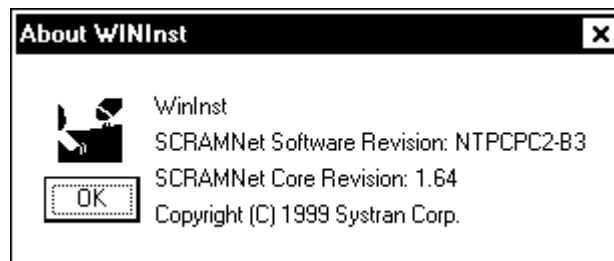 About WINInst
WinInst
SCRAMNet Software Revision: NTPCPC2-B3
SCRAMNet Core Revision: 1.64
OK
Copyright (C) 1999 Systran Corp.